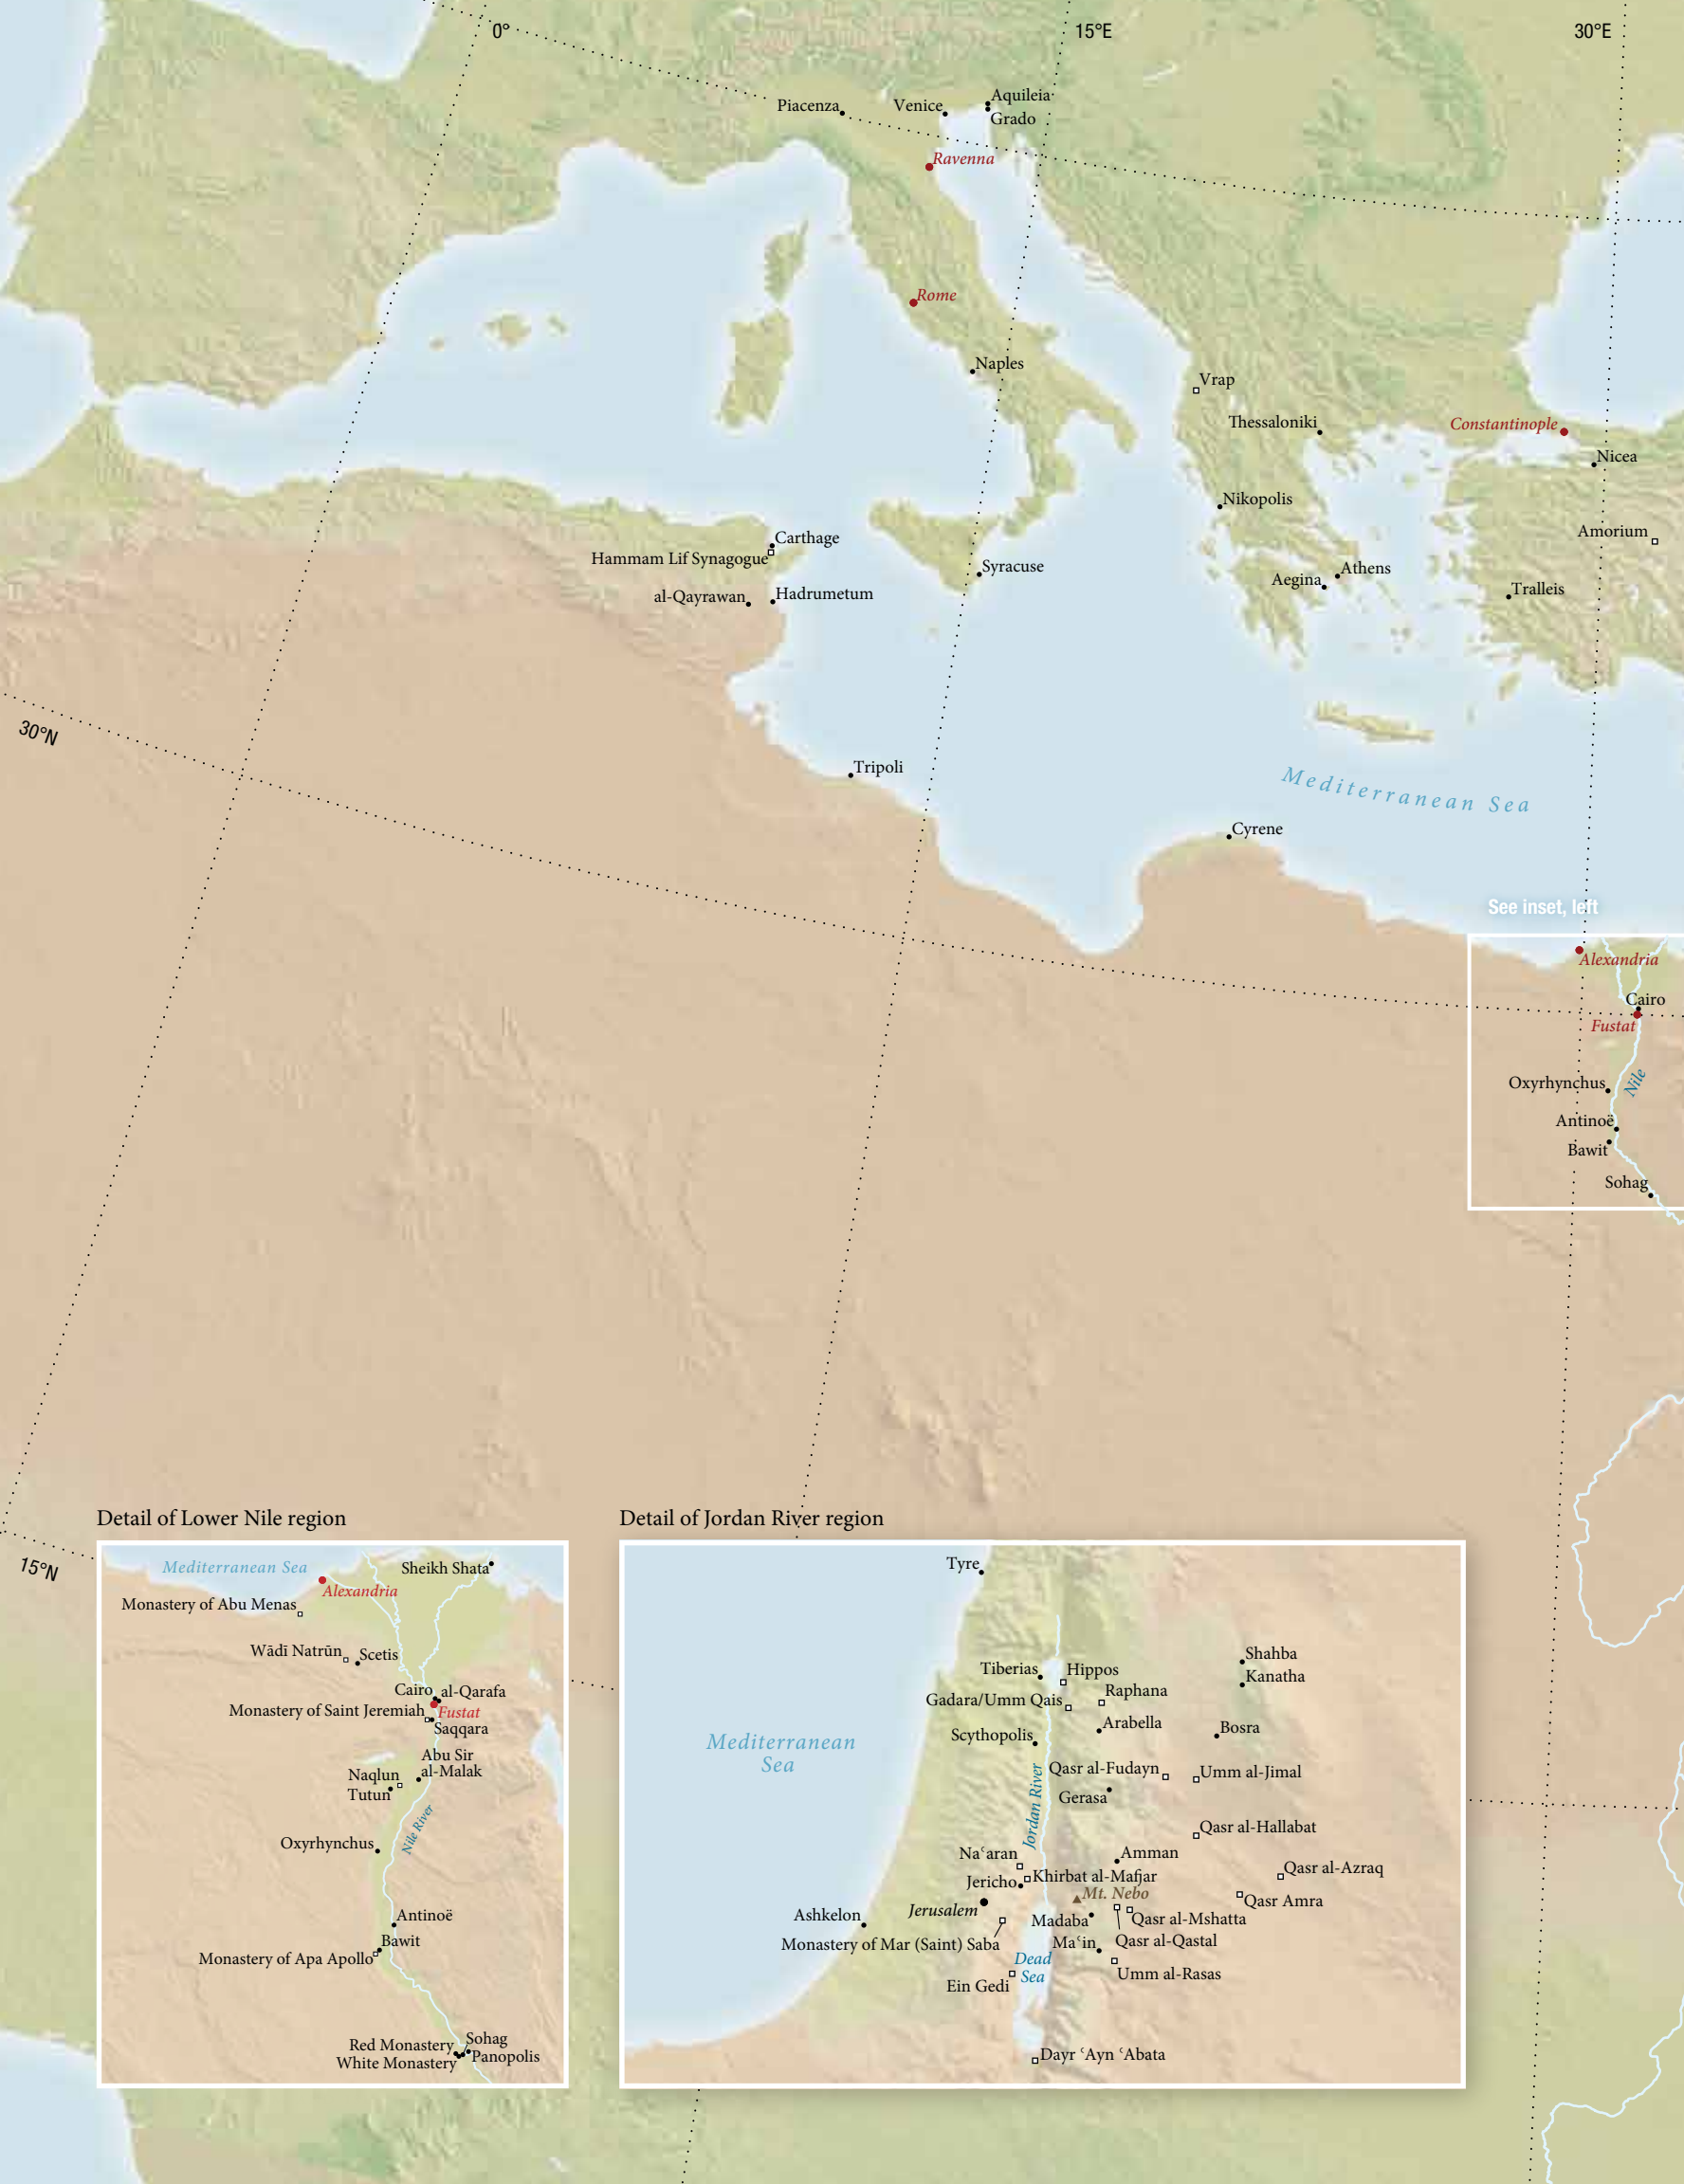 0°
15°E
30°E
Piacenza
Venice
Aquileia
Grado
Ravenna
Rome
Naples
Vrap
Thessaloniki
Constantinople
Nicea
Nikopolis
Amorium
Carthage
Hammam Lif Synagogue
Syracuse
Athens
Aegina
Tralleis
al-Qayrawan
Hadrumetum
30°N
Tripoli
Mediterranean Sea
Cyrene
See inset, left
Alexandria
Cairo
Fustat
Nile
Oxyrhynchus
Antinoë
Bawit
Sohag
15°N
Detail of Lower Nile region
Mediterranean Sea
Sheikh Shata
Alexandria
Monastery of Abu Menas
Wādī Natrūn
Scetis
Cairo
al-Qarafa
Monastery of Saint Jeremiah
Fustat
Saqqara
Abu Sir
al-Malak
Naqlun
Tutun
Nile River
Oxyrhynchus
Antinoë
Bawit
Monastery of Apa Apollo
Sohag
Red Monastery
Panopolis
White Monastery
Detail of Jordan River region
Tyre
Shahba
Kanatha
Tiberias
Hippos
Raphana
Gadara/Umm Qais
Arabella
Bosra
Scythopolis
Mediterranean
Sea
Qasr al-Fudayn
Umm al-Jimal
Gerasa
Jordan River
Qasr al-Hallabat
Naʿaran
Amman
Qasr al-Azraq
Khirbat al-Mafjar
Jericho
Mt. Nebo
Qasr Amra
Jerusalem
Ashkelon
Madaba
Qasr al-Mshatta
Monastery of Mar (Saint) Saba
Maʿin
Qasr al-Qastal
Dead
Sea
Umm al-Rasas
Ein Gedi
Dayr ʿAyn ʿAbata